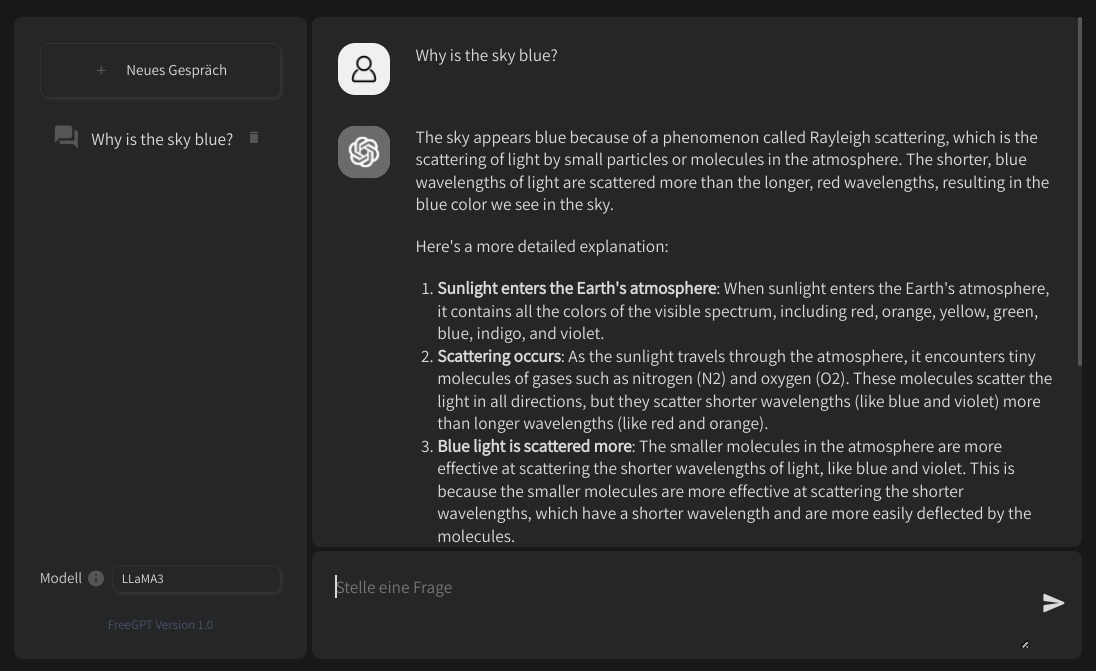 + Neues Gespräch
Why is the sky blue?
Modell
LLaMA3
FreeGPT Version 1.0
Why is the sky blue?
The sky appears blue because of a phenomenon called Rayleigh scattering, which is the
scattering of light by small particles or molecules in the atmosphere. The shorter, blue
wavelengths of light are scattered more than the longer, red wavelengths, resulting in the
blue color we see in the sky.
Here's a more detailed explanation:
1. Sunlight enters the Earth's atmosphere: When sunlight enters the Earth's atmosphere,
it contains all the colors of the visible spectrum, including red, orange, yellow, green,
blue, indigo, and violet.
2. Scattering occurs: As the sunlight travels through the atmosphere, it encounters tiny
molecules of gases such as nitrogen (N2) and oxygen (O2). These molecules scatter the
light in all directions, but they scatter shorter wavelengths (like blue and violet) more
than longer wavelengths (like red and orange).
3. Blue light is scattered more: The smaller molecules in the atmosphere are more
effective at scattering the shorter wavelengths of light, like blue and violet. This is
because the smaller molecules are more effective at scattering the shorter
wavelengths, which have a shorter wavelength and are more easily deflected by the
molecules.
Stelle eine Frage